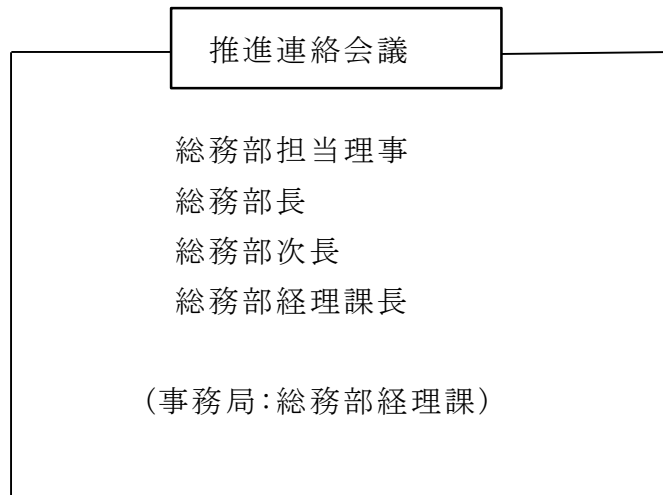 推進連絡会議
総務部担当理事
総務部長
総務部次長
総務部経理課長
(事務局:総務部経理課)